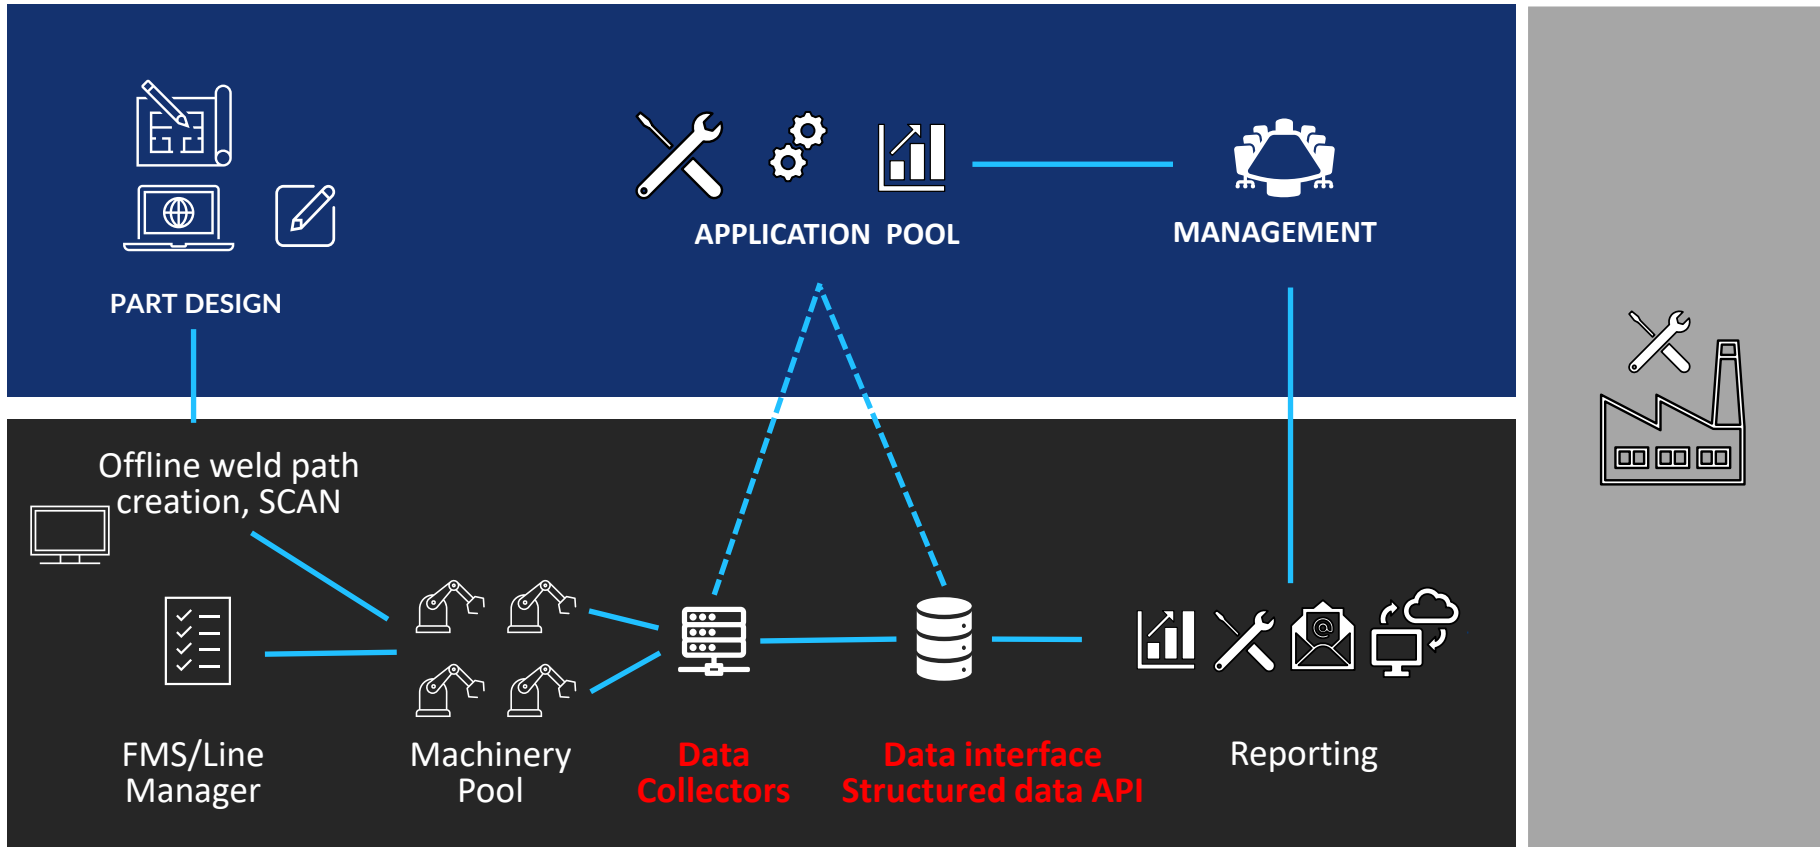 APPLICATION POOL
MANAGEMENT
PART DESIGN
Offline weld path
creation, SCAN
@
FMS/Line
Manager
Machinery
Pool
Data
Collectors
Data interface
Structured data API
Reporting